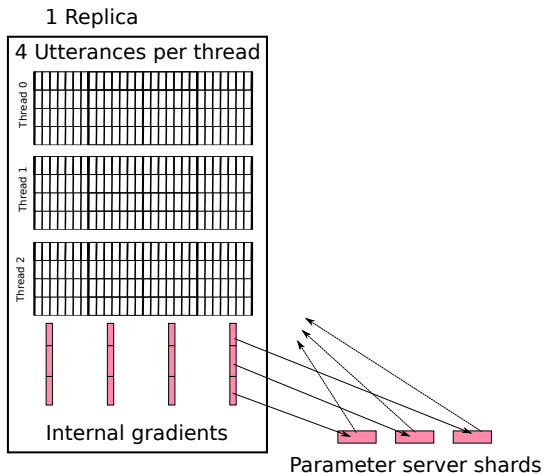 1 Replica
4 Utterances per thread
Thread 0
Thread 1
Thread 2
Internal gradients
Parameter server shards